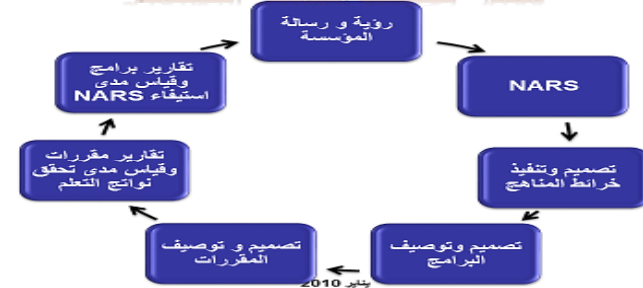 رؤية و رسالة
المؤسسة
NARS
تصميم وتنفيذ
خرائط المناهج
تصميم وتوصيف
البرامج
تصميم و توصيف
المقررات
تقارير مقررات
وقياس مدى تحقق
نواتج التعلم
تقارير برامج
وقياس مدى
استيفاء NARS
يناير 2010